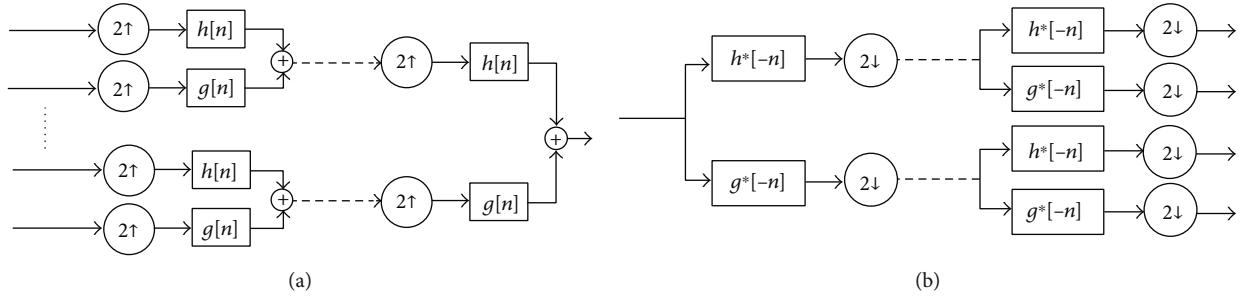 2↑
h[n]
+
2↑
g[n]
2↑
h[n]
+
2↑
h[n]
+
2↑
g[n]
2↑
g[n]
(a)
h*[−n]
2↓
g*[−n]
2↓
h*[−n]
2↓
g*[−n]
2↓
h*[−n]
2↓
g*[−n]
2↓
(b)